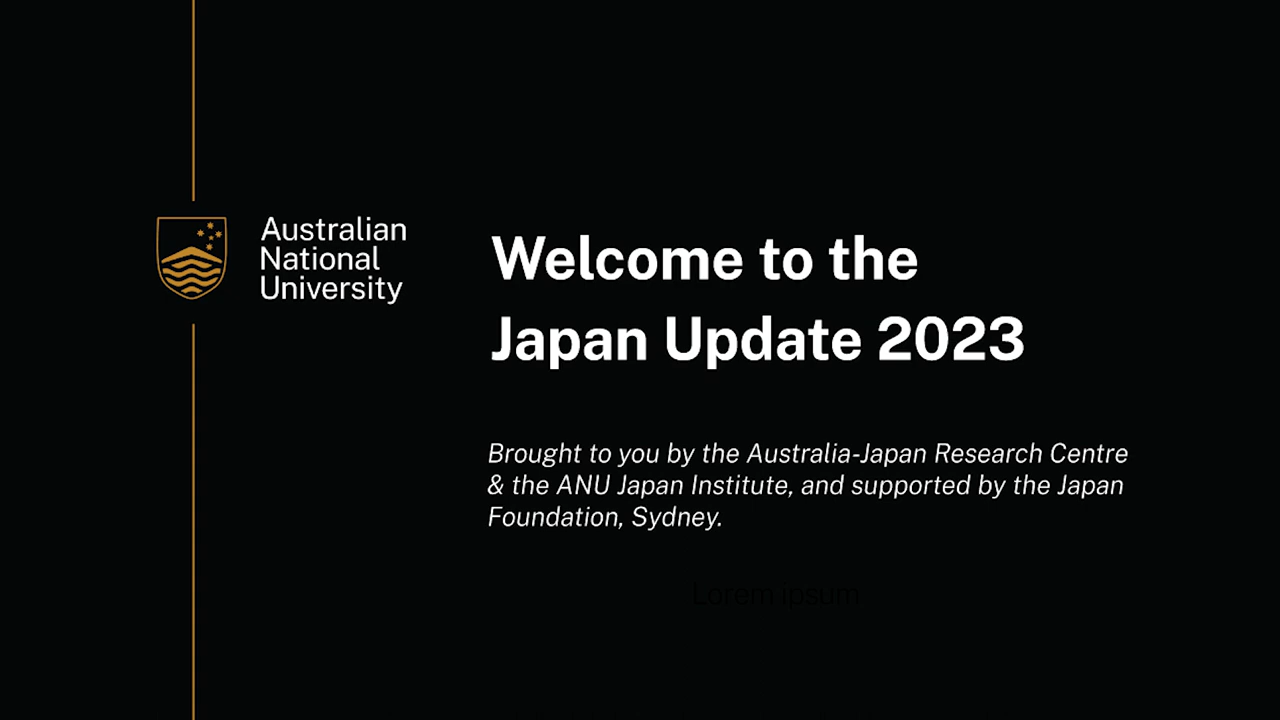 Australian
National
University
Welcome to the
Japan Update 2023
Brought to you by the Australia-Japan Research Centre
& the ANU Japan Institute, and supported by the Japan
Foundation, Sydney.
Lorem ipsum